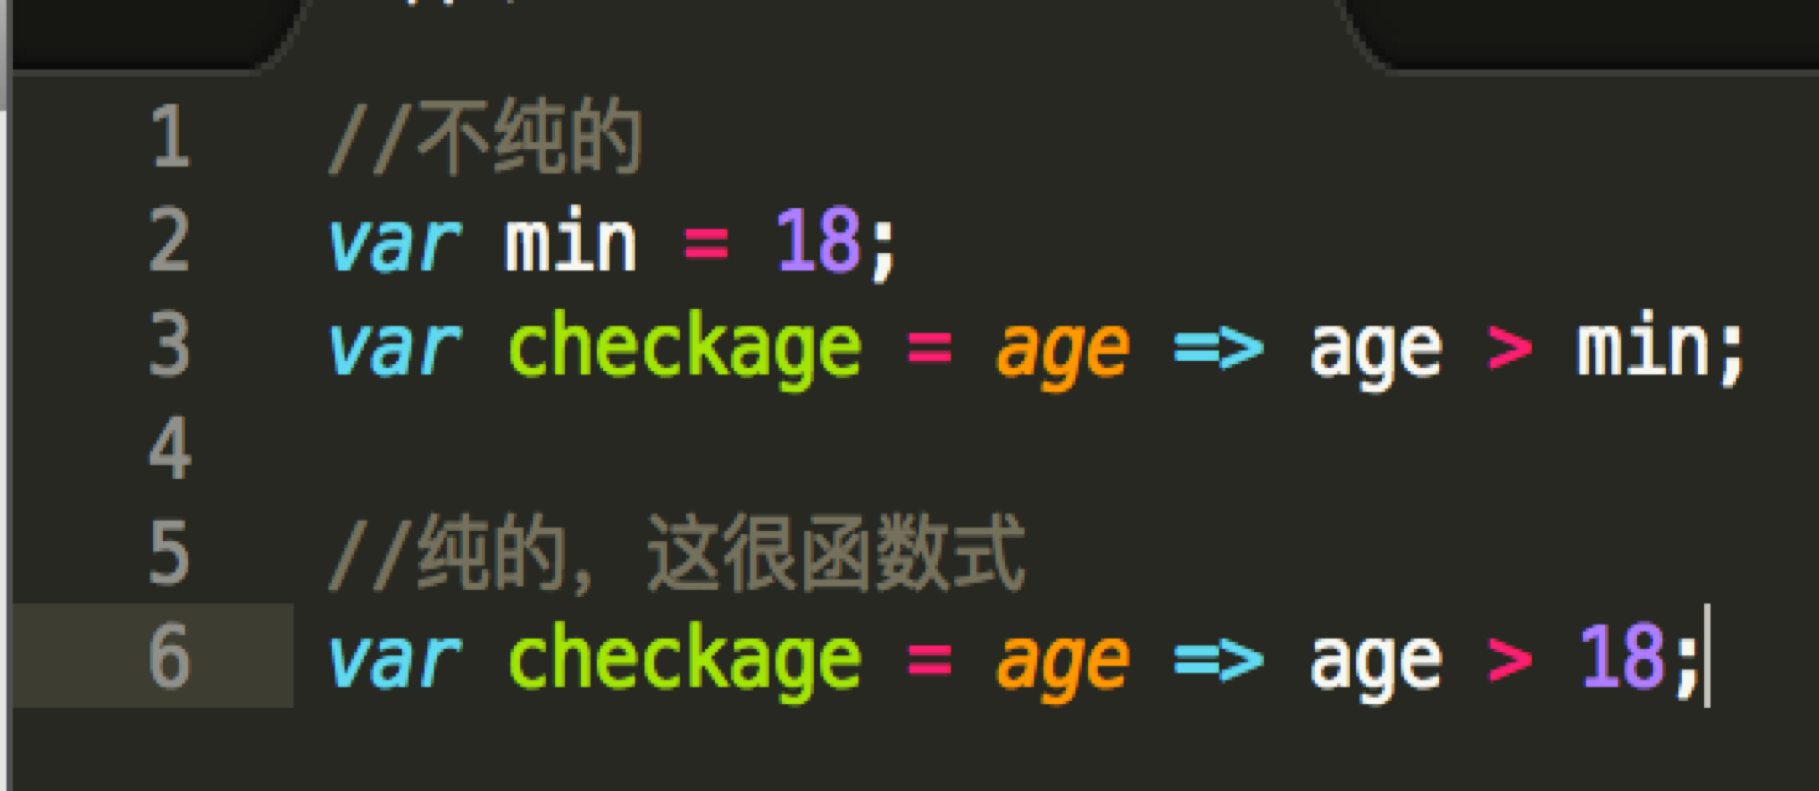 1 //不纯的
2 var min = 18;
3 var checkage = age => age > min;
4
5 //纯的，这很函数式
6 var checkage = age => age > 18;